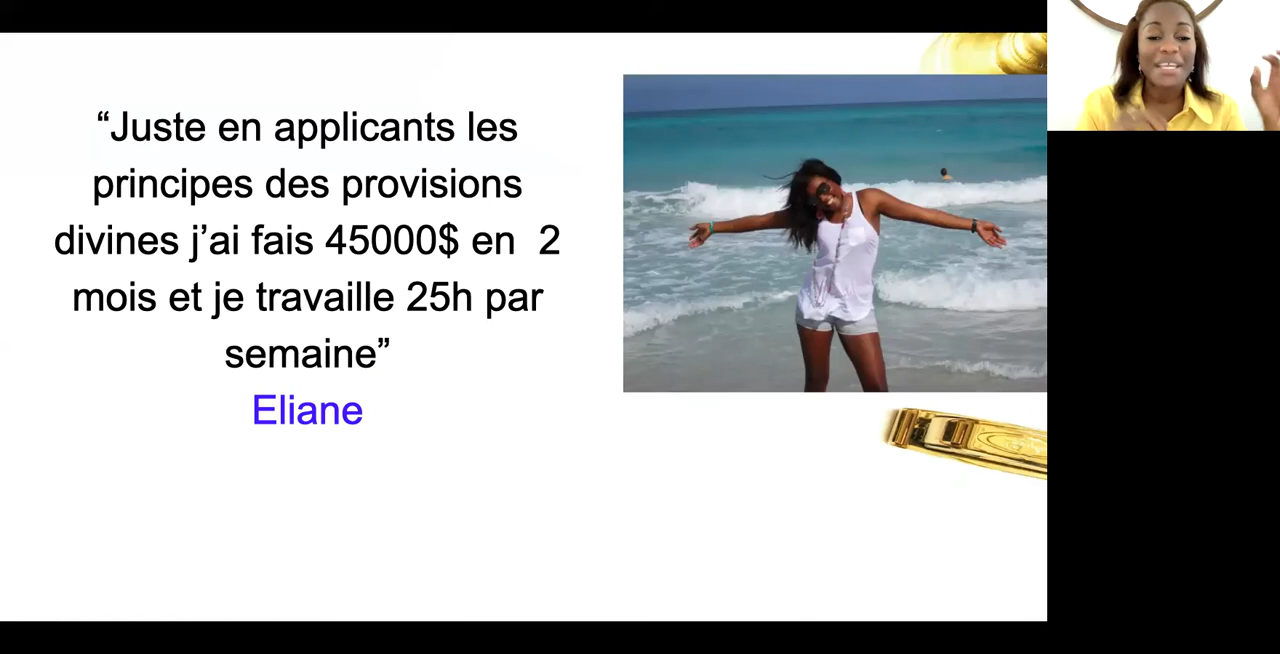 “Juste en applicants les
principes des provisions
divines j’ai fais 45000$ en  2
mois et je travaille 25h par
semaine”
Eliane